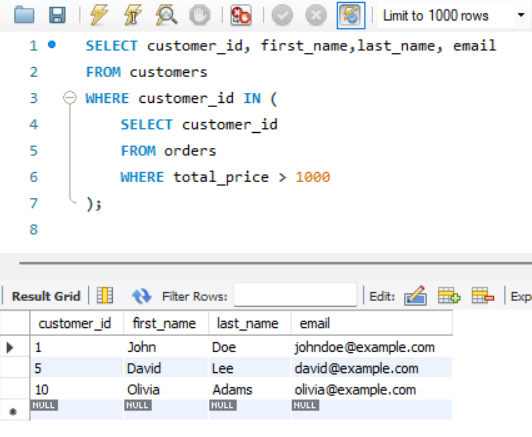 Limit to 1000 rows
1 SELECT customer_id, first_name,last_name, email
2 FROM customers
3 WHERE customer_id IN (
4 SELECT customer_id
5 FROM orders
6 WHERE total_price > 1000
7 );
8
Result Grid Filter Rows: Edit: Exp
customer_id first_name last_name email
1 John Doe johndoe@example.com
5 David Lee david@example.com
10 Olivia Adams olivia@example.com
NULL NULL NULL NULL